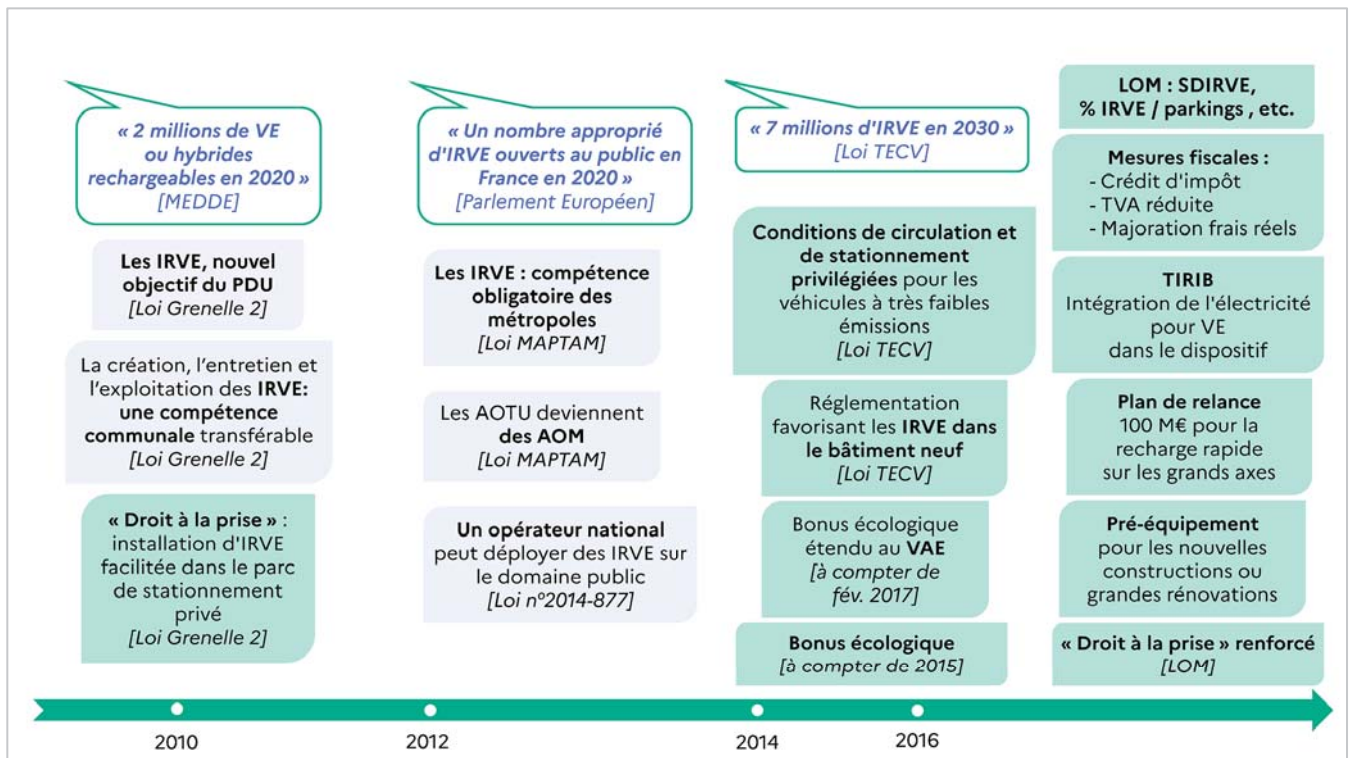 « 2 millions de VE
ou hybrides
rechargeables en 2020 »
[MEDDE]
Les IRVE, nouvel
objectif du PDU
[Loi Grenelle 2]
La création, l’entretien et
l’exploitation des IRVE:
une compétence
communale transférable
[Loi Grenelle 2]
« Droit à la prise » :
installation d'IRVE
facilitée dans le parc
de stationnement
privé
[Loi Grenelle 2]
« Un nombre approprié
d'IRVE ouverts au public en
France en 2020 »
[Parlement Européen]
Les IRVE : compétence
obligatoire des
métropoles
[Loi MAPTAM]
Les AOTU deviennent
des AOM
[Loi MAPTAM]
Un opérateur national
peut déployer des IRVE sur
le domaine public
[Loi nº2014-877]
« 7 millions d'IRVE en 2030 »
[Loi TECV]
Conditions de circulation et
de stationnement
privilégiées pour les
véhicules à très faibles
émissions
[Loi TECV]
Réglementation
favorisant les IRVE dans
le bâtiment neuf
[Loi TECV]
Bonus écologique
étendu au VAE
[à compter de
fév. 2017]
Bonus écologique
[à compter de 2015]
LOM : SDIRVE,
% IRVE / parkings , etc.
Mesures fiscales :
- Crédit d'impôt
- TVA réduite
- Majoration frais réels
TIRIB
Intégration de l'électricité
pour VE
dans le dispositif
Plan de relance
100 M€ pour la
recharge rapide
sur les grands axes
Pré-équipement
pour les nouvelles
constructions ou
grandes rénovations
« Droit à la prise » renforcé
[LOM]
2010
2012
2014
2016